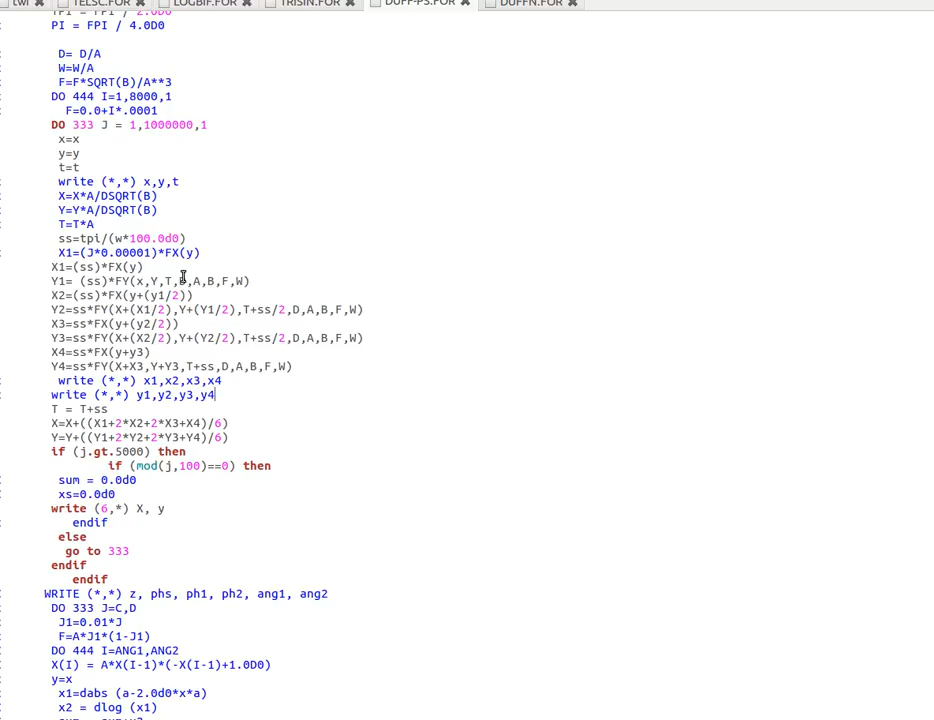 twi TELSC.FOR LOGBIF.FOR TRISIN.FOR DUFF-PS.FOR DUFFN.FOR
TPI = FPI / 2.0D0
PI = FPI / 4.0D0
D= D/A
W=W/A
F=F*SQRT(B)/A**3
DO 444 I=1,8000,1
F=0.0+I*.0001
DO 333 J = 1,1000000,1
x=x
y=y
t=t
write (*,*) x,y,t
X=X*A/DSQRT(B)
Y=Y*A/DSQRT(B)
T=T*A
ss=tpi/(w*100.0d0)
X1=(J*0.00001)*FX(y)
X1=(ss)*FX(y)
Y1= (ss)*FY(x,Y,T,D,A,B,F,W)
X2=(ss)*FX(y+(y1/2))
Y2=ss*FY(X+(X1/2),Y+(Y1/2),T+ss/2,D,A,B,F,W)
X3=ss*FX(y+(y2/2))
Y3=ss*FY(X+(X2/2),Y+(Y2/2),T+ss/2,D,A,B,F,W)
X4=ss*FX(y+y3)
Y4=ss*FY(X+X3,Y+Y3,T+ss,D,A,B,F,W)
write (*,*) x1,x2,x3,x4
write (*,*) y1,y2,y3,y4
T = T+ss
X=X+((X1+2*X2+2*X3+X4)/6)
Y=Y+((Y1+2*Y2+2*Y3+Y4)/6)
if (j.gt.5000) then
if (mod(j,100)==0) then
sum = 0.0d0
xs=0.0d0
write (6,*) X, y
endif
else
go to 333
endif
endif
WRITE (*,*) z, phs, ph1, ph2, ang1, ang2
DO 333 J=C,D
J1=0.01*J
F=A*J1*(1-J1)
DO 444 I=ANG1,ANG2
X(I) = A*X(I-1)*(-X(I-1)+1.0D0)
y=x
x1=dabs (a-2.0d0*x*a)
x2 = dlog (x1)